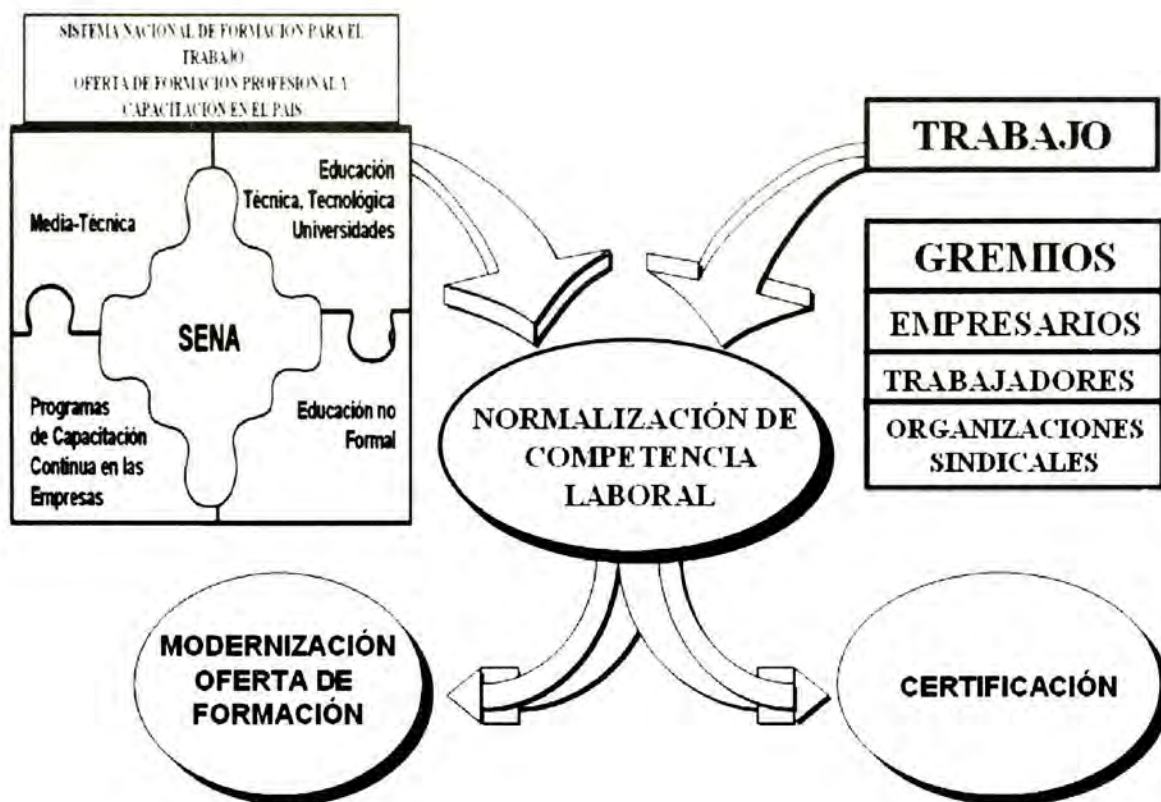 SISTEMA NACIONAL DE FORMACION PARA EL
TRABAJO
OFERTA DE FORMACION PROFESIONAL Y
CAPACITACION EN EL PAIS
Media-Técnica
Educación
Técnica, Tecnológica
Universidades
SENA
Programas
de Capacitación
Continua en las
Empresas
Educación no
Formal
TRABAJO
GREMIOS
EMPRESARIOS
TRABAJADORES
ORGANIZACIONES
SINDICALES
NORMALIZACIÓN DE
COMPETENCIA
LABORAL
MODERNIZACIÓN
OFERTA DE
FORMACIÓN
CERTIFICACIÓN